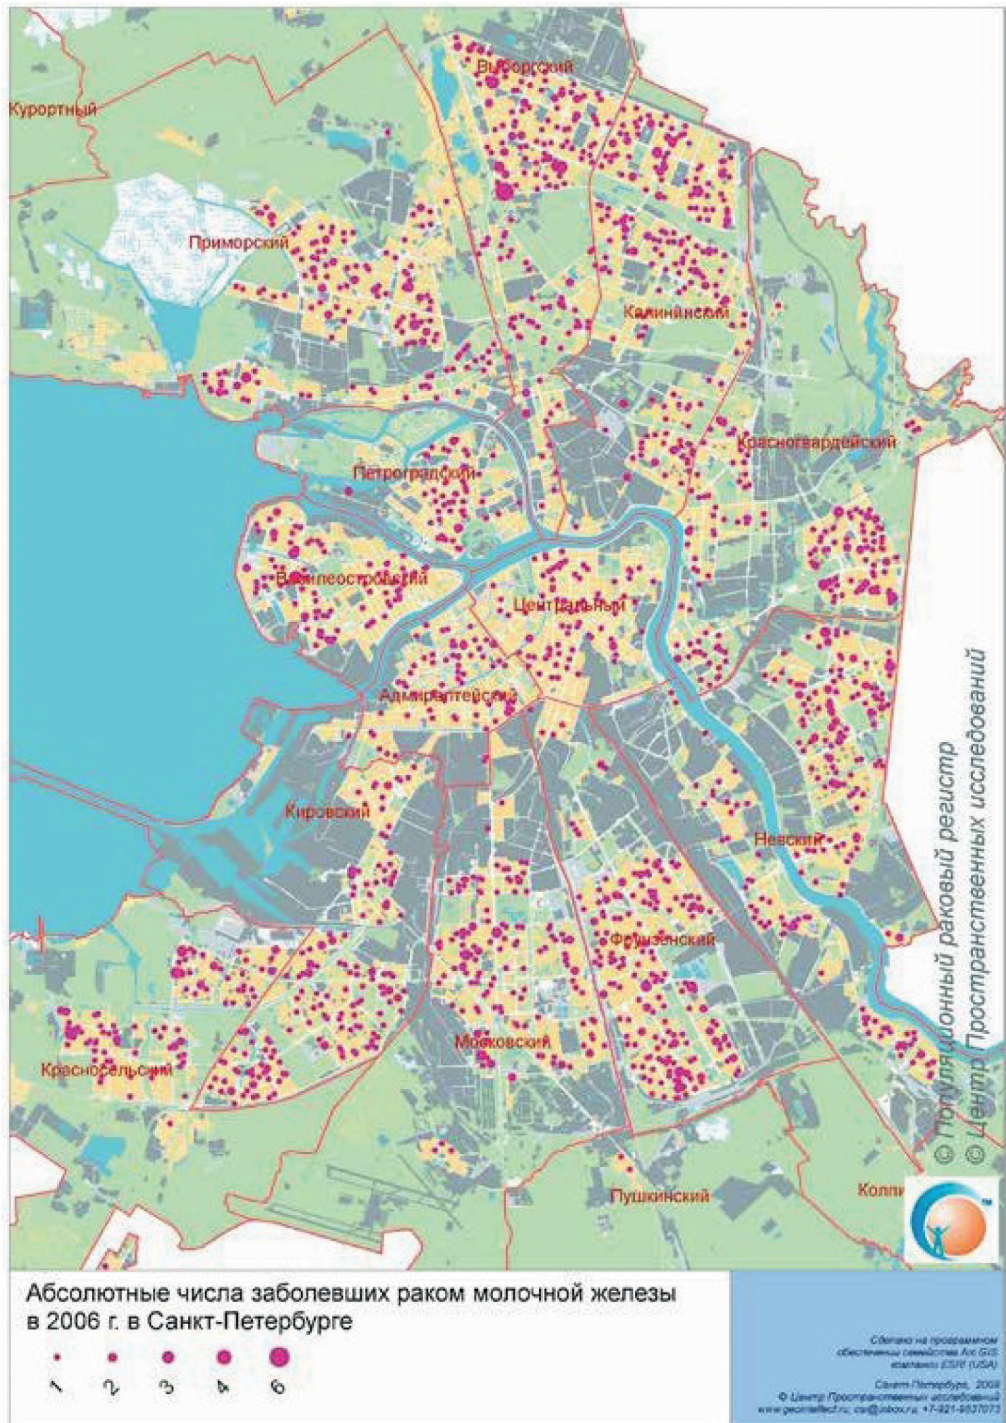 Выборгский
Курортный
Приморский
Калининский
Красногвардейский
Петроградский
Василеостровский
Центральный
Адмиралтейский
Кировский
Невский
Фрунзенский
Московский
Красносельский
Пушкинский
Колпи
© Популяционный раковый регистр
© Центр Пространственных исследований
TM
Абсолютные числа заболевших раком молочной железы
в 2006 г. в Санкт-Петербурге
1 2 3 4 6
Сделано на программном
обеспечении семейства Arc GIS
компании ESRI (USA)
Санкт-Петербург,
© Центр Пространственных исследований